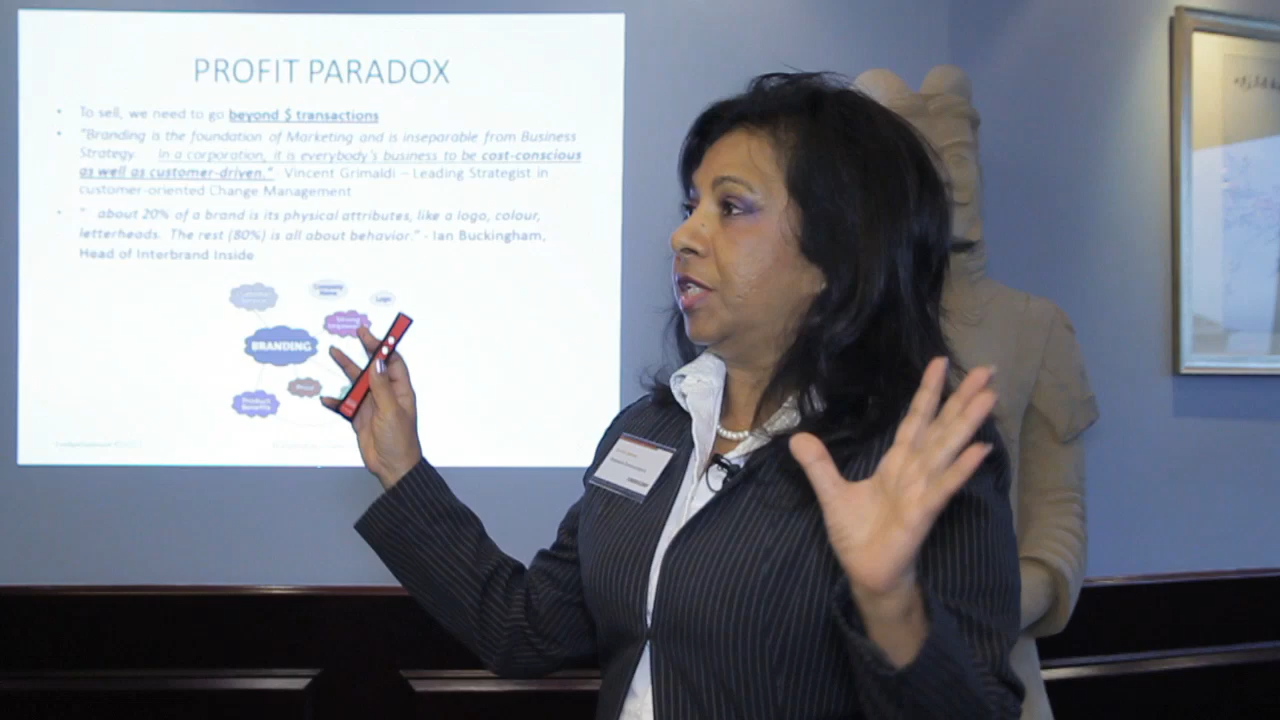 PROFIT PARADOX
• To sell, we need to go beyond $ transactions
• "Branding is the foundation of Marketing and is inseparable from Business
Strategy. In a corporation, it is everybody's business to be cost-conscious
as well as customer-driven." Vincent Grimaldi – Leading Strategist in
customer-oriented Change Management
• " about 20% of a brand is its physical attributes, like a logo, colour,
letterheads. The rest (80%) is all about behavior." - Ian Buckingham,
Head of Interbrand Inside
Company
Name
Logo
Strong
BRANDING
Product
Benefits